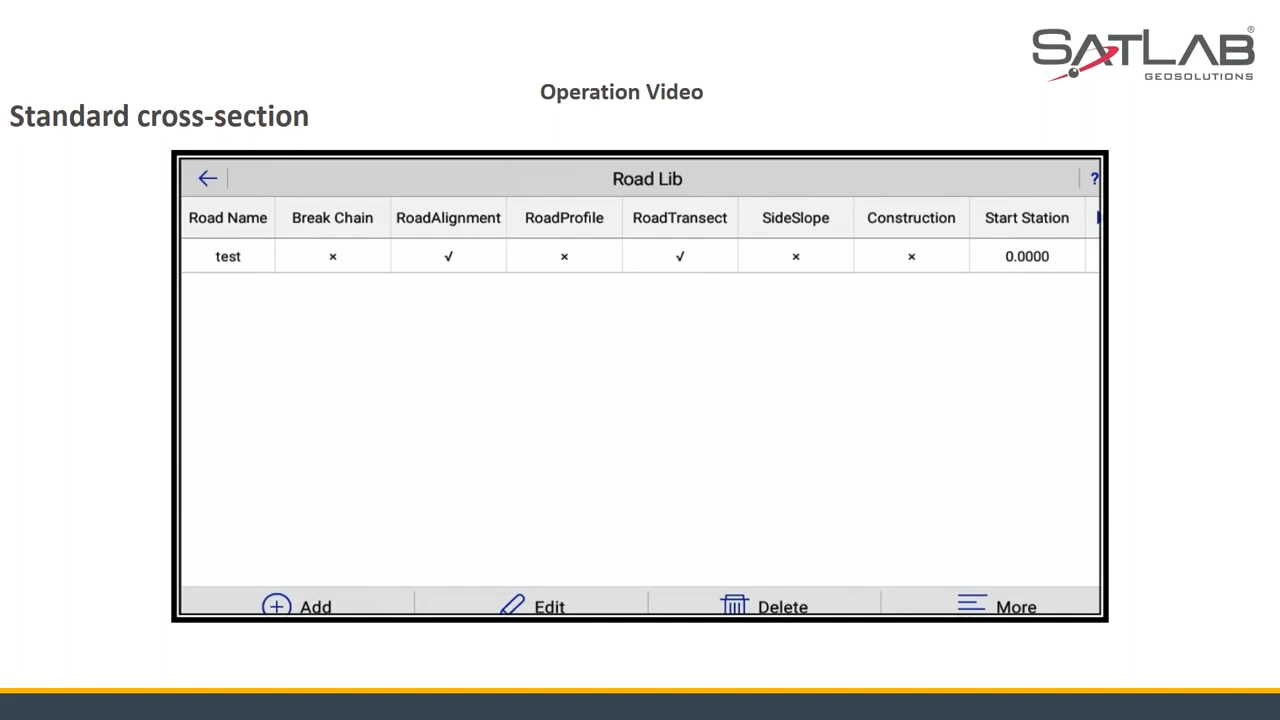 SATLAB®
GEOSOLUTIONS
Operation Video
Standard cross-section
Road Lib ?
Road Name Break Chain RoadAlignment RoadProfile RoadTransect SideSlope Construction Start Station
test × √ × √ × × 0.0000
Add Edit Delete More